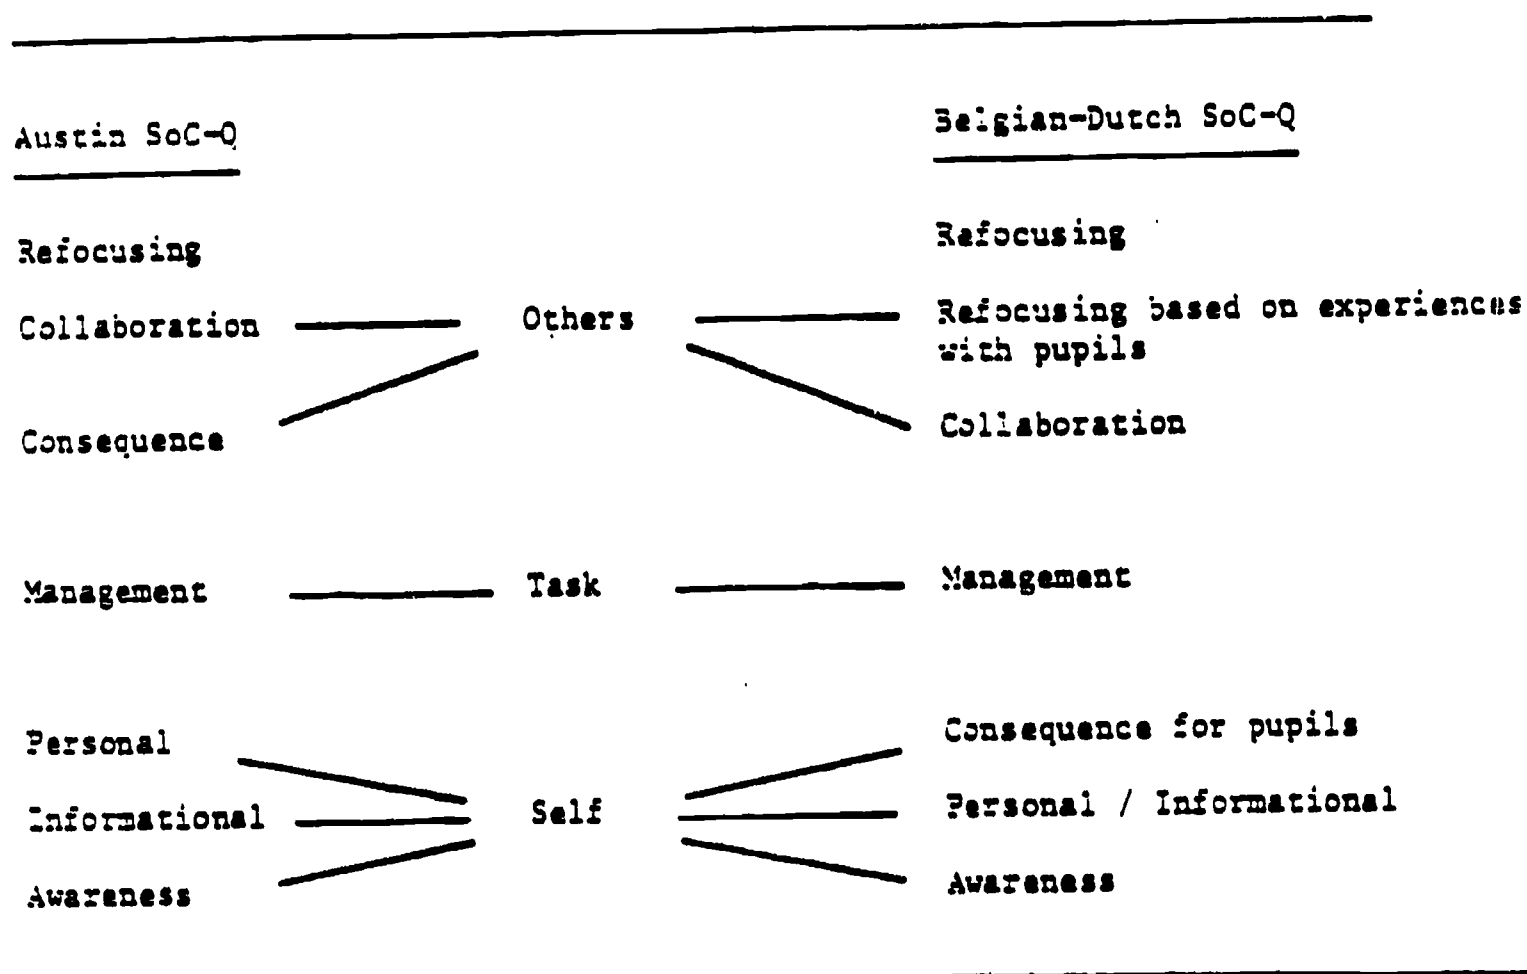 Austin SoC-Q
Belgian-Dutch SoC-Q
Refocusing
Refocusing
Collaboration
Others
Refocusing based on experiences
with pupils
Consequence
Collaboration
Management
Task
Management
Personal
Consequence for pupils
Informational
Self
Personal / Informational
Awareness
Awareness